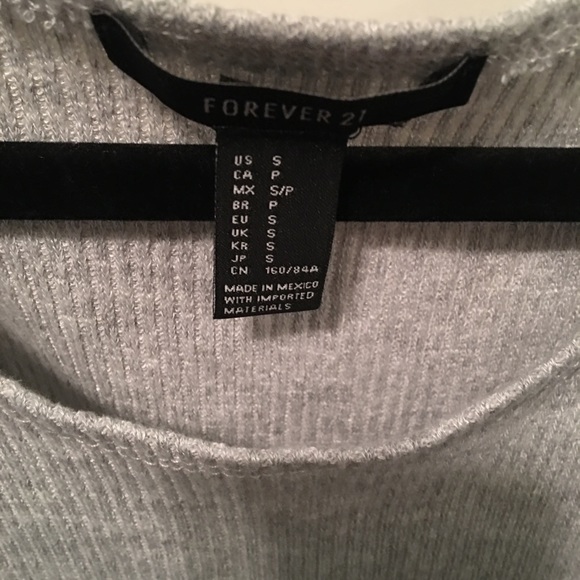 FOREVER 21
US S
CA P
MX S/P
BR P
EU S
UK S
KR S
JP S
CN 160/84A
MADE IN MEXICO
WITH IMPORTED
MATERIALS